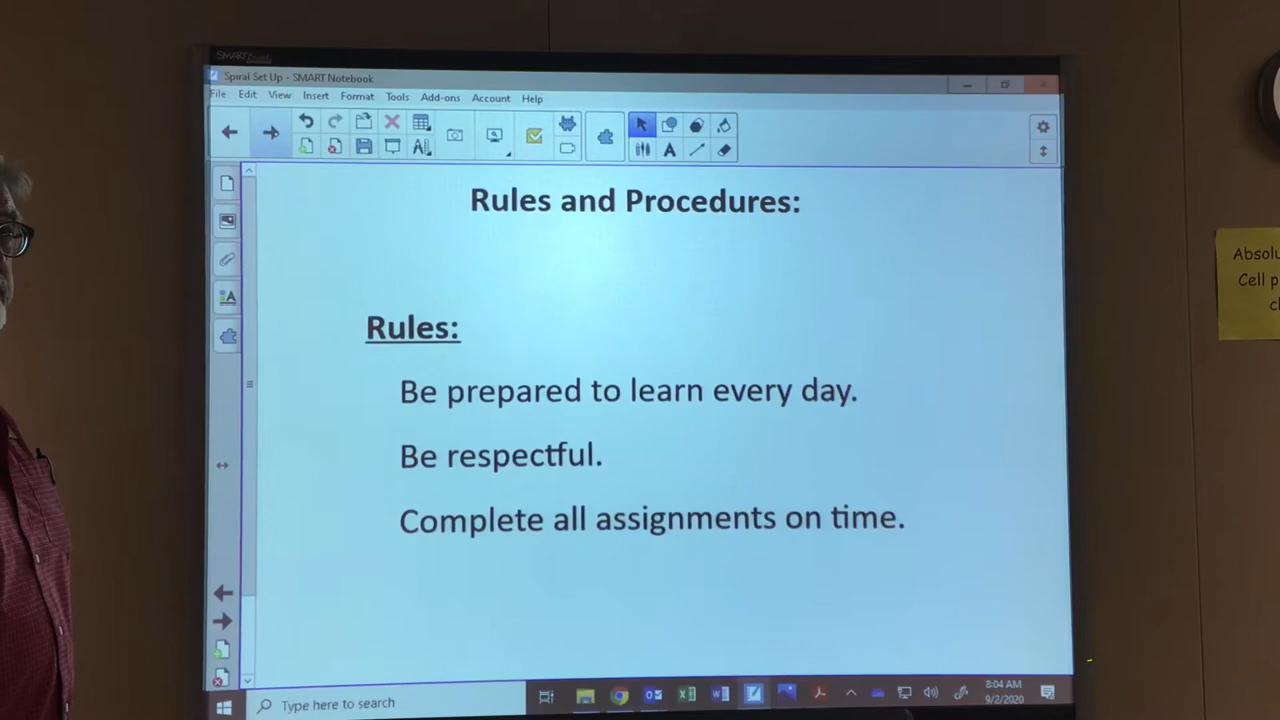 SMART
Spiral Set Up - SMART Notebook
File Edit View Insert Format Tools Add-ons Account Help
Rules and Procedures:
Rules:
Be prepared to learn every day.
Be respectful.
Complete all assignments on time.
Absolu
Cell p
cl
Type here to search
8:04 AM
9/2/2020